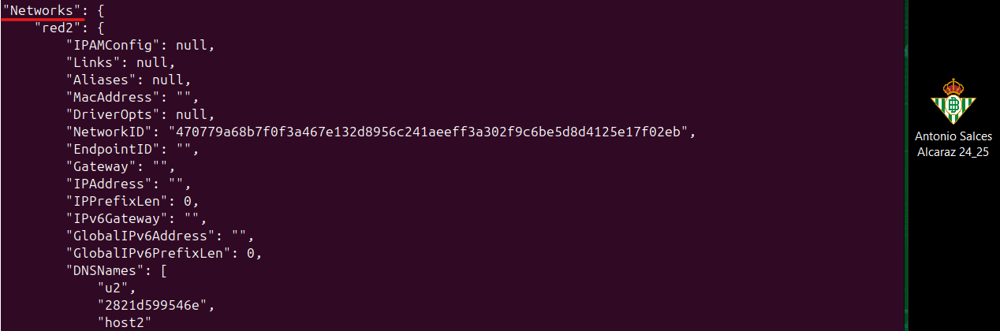 "Networks": {
    "red2": {
        "IPAMConfig": null,
        "Links": null,
        "Aliases": null,
        "MacAddress": "",
        "DriverOpts": null,
        "NetworkID": "470779a68b7f0f3a467e132d8956c241aeeff3a302f9c6be5d8d4125e17f02eb",
        "EndpointID": "",
        "Gateway": "",
        "IPAddress": "",
        "IPPrefixLen": 0,
        "IPv6Gateway": "",
        "GlobalIPv6Address": "",
        "GlobalIPv6PrefixLen": 0,
        "DNSNames": [
            "u2",
            "2821d599546e",
            "host2"
Antonio Salces
Alcaraz 24_25